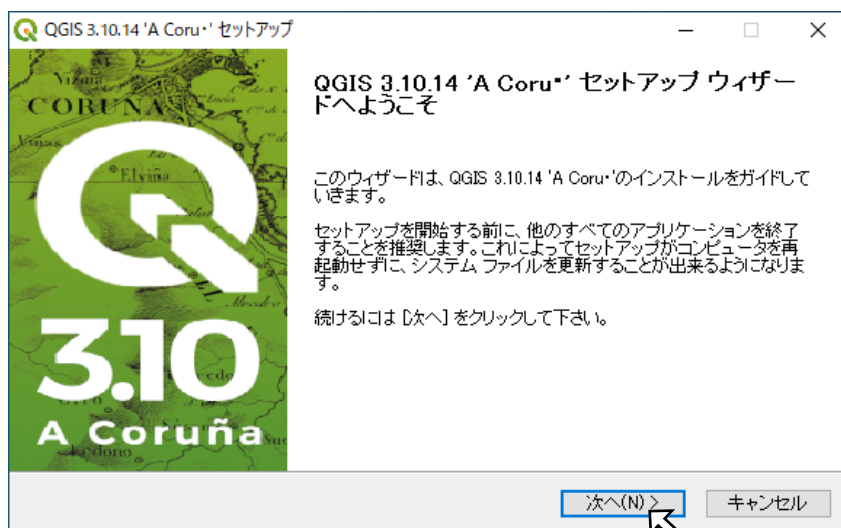 QGIS 3.10.14 'A Coru・' セットアップ
QGIS 3.10.14 'A Coru・' セットアップ ウィザー
ドへようこそ
このウィザードは、QGIS 3.10.14 'A Coru・'のインストールをガイドして
いきます。
セットアップを開始する前に、他のすべてのアプリケーションを終了
することを推奨します。これによってセットアップがコンピュータを再
起動せずに、システム ファイルを更新することが出来るようになりま
す。
続けるには [次へ] をクリックして下さい。
CORUNA
Elviña
3.10
A Coruña
次へ(N) >
キャンセル